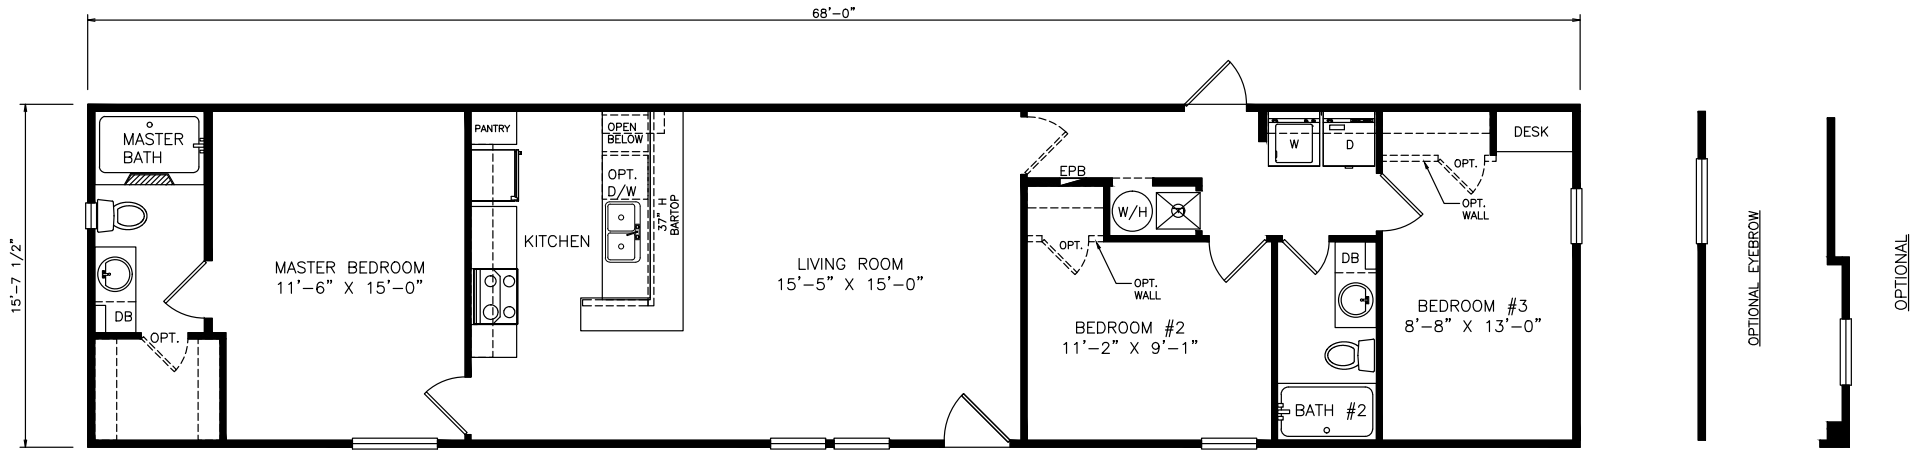 68'-0"
15'-7 1/2"
MASTER
BATH
DB
OPT.
MASTER BEDROOM
11'-6" X 15'-0"
PANTRY
KITCHEN
OPEN
BELOW
OPT.
D/W
37" H
BARTOP
LIVING ROOM
15'-5" X 15'-0"
EPB
W/H
OPT.
OPT.
WALL
BEDROOM #2
11'-2" X 9'-1"
W
D
DB
BATH #2
OPT.
OPT.
WALL
DESK
BEDROOM #3
8'-8" X 13'-0"
OPTIONAL EYEBROW
OPTIONAL